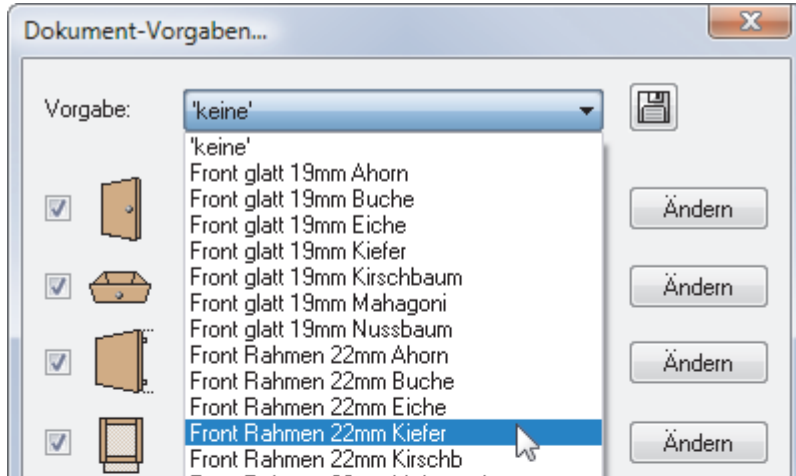 Dokument-Vorgaben...
Vorgabe:
'keine'
'keine'
Front glatt 19mm Ahorn
Front glatt 19mm Buche
Front glatt 19mm Eiche
Front glatt 19mm Kiefer
Front glatt 19mm Kirschbaum
Front glatt 19mm Mahagoni
Front glatt 19mm Nussbaum
Front Rahmen 22mm Ahorn
Front Rahmen 22mm Buche
Front Rahmen 22mm Eiche
Front Rahmen 22mm Kiefer
Front Rahmen 22mm Kirschb
Ändern
Ändern
Ändern
Ändern